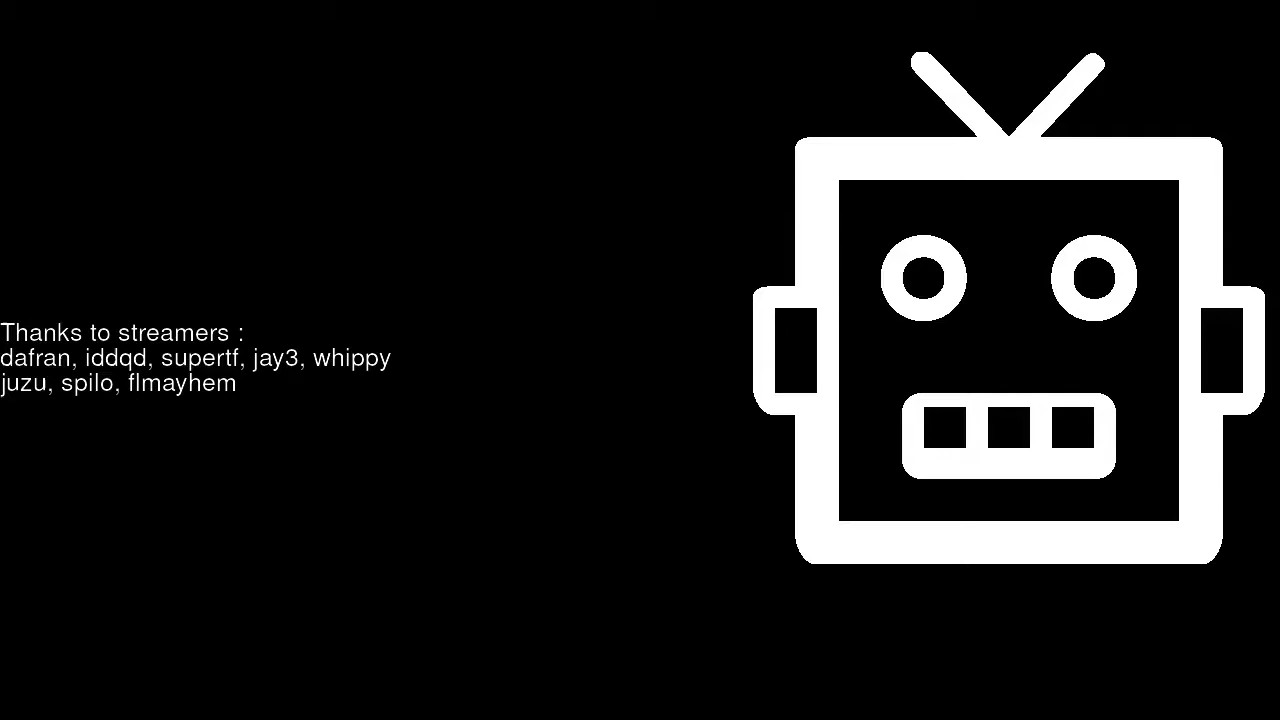 Thanks to streamers :
dafran, iddqd, supertf, jay3, whippy
juzu, spilo, flmayhem